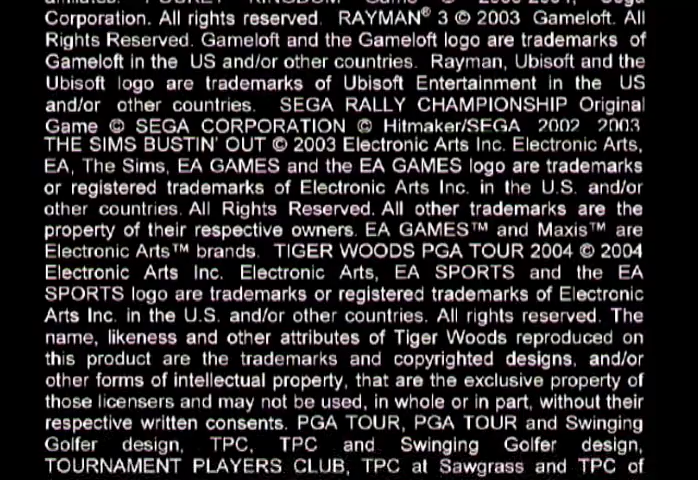 Corporation. All rights reserved. RAYMAN® 3 © 2003 Gameloft. All
Rights Reserved. Gameloft and the Gameloft logo are trademarks of
Gameloft in the US and/or other countries. Rayman, Ubisoft and the
Ubisoft logo are trademarks of Ubisoft Entertainment in the US
and/or other countries. SEGA RALLY CHAMPIONSHIP Original
Game © SEGA CORPORATION © Hitmaker/SEGA 2002 2003
THE SIMS BUSTIN' OUT © 2003 Electronic Arts Inc. Electronic Arts,
EA, The Sims, EA GAMES and the EA GAMES logo are trademarks
or registered trademarks of Electronic Arts Inc. in the U.S. and/or
other countries. All Rights Reserved. All other trademarks are the
property of their respective owners. EA GAMES™ and Maxis™ are
Electronic Arts™ brands. TIGER WOODS PGA TOUR 2004 © 2004
Electronic Arts Inc. Electronic Arts, EA SPORTS and the EA
SPORTS logo are trademarks or registered trademarks of Electronic
Arts Inc. in the U.S. and/or other countries. All rights reserved. The
name, likeness and other attributes of Tiger Woods reproduced on
this product are the trademarks and copyrighted designs, and/or
other forms of intellectual property, that are the exclusive property of
those licensers and may not be used, in whole or in part, without their
respective written consents. PGA TOUR, PGA TOUR and Swinging
Golfer design, TPC, TPC and Swinging Golfer design,
TOURNAMENT PLAYERS CLUB, TPC at Sawgrass and TPC of